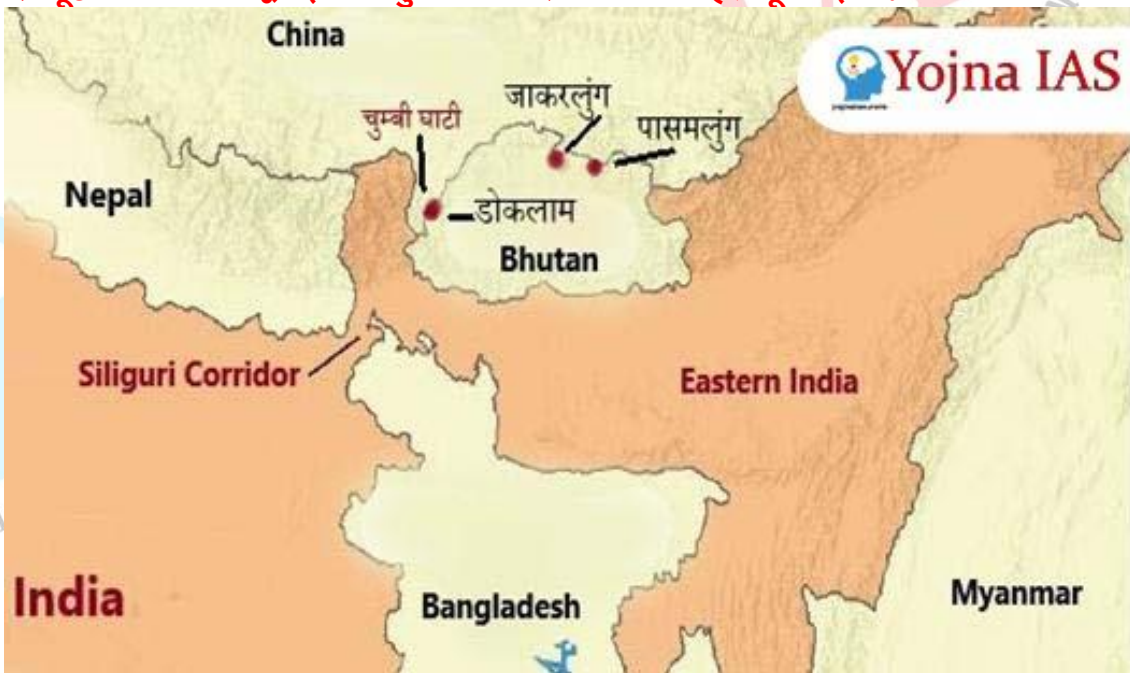 China
Yojna IAS
जाकरलुंग
चुम्बी घाटी
पासमलुंग
Nepal
डोकलाम
Bhutan
Siliguri Corridor
Eastern India
India
Bangladesh
Myanmar